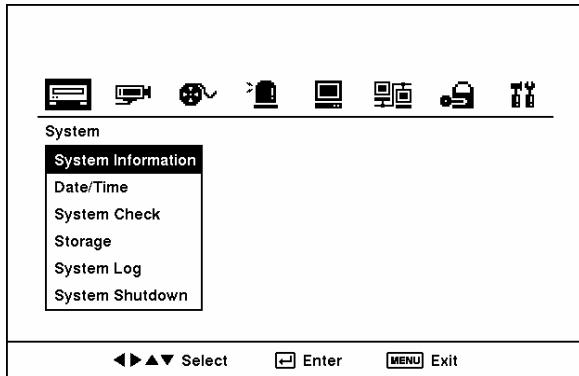 System
System Information
Date/Time
System Check
Storage
System Log
System Shutdown
Select Enter MENU Exit